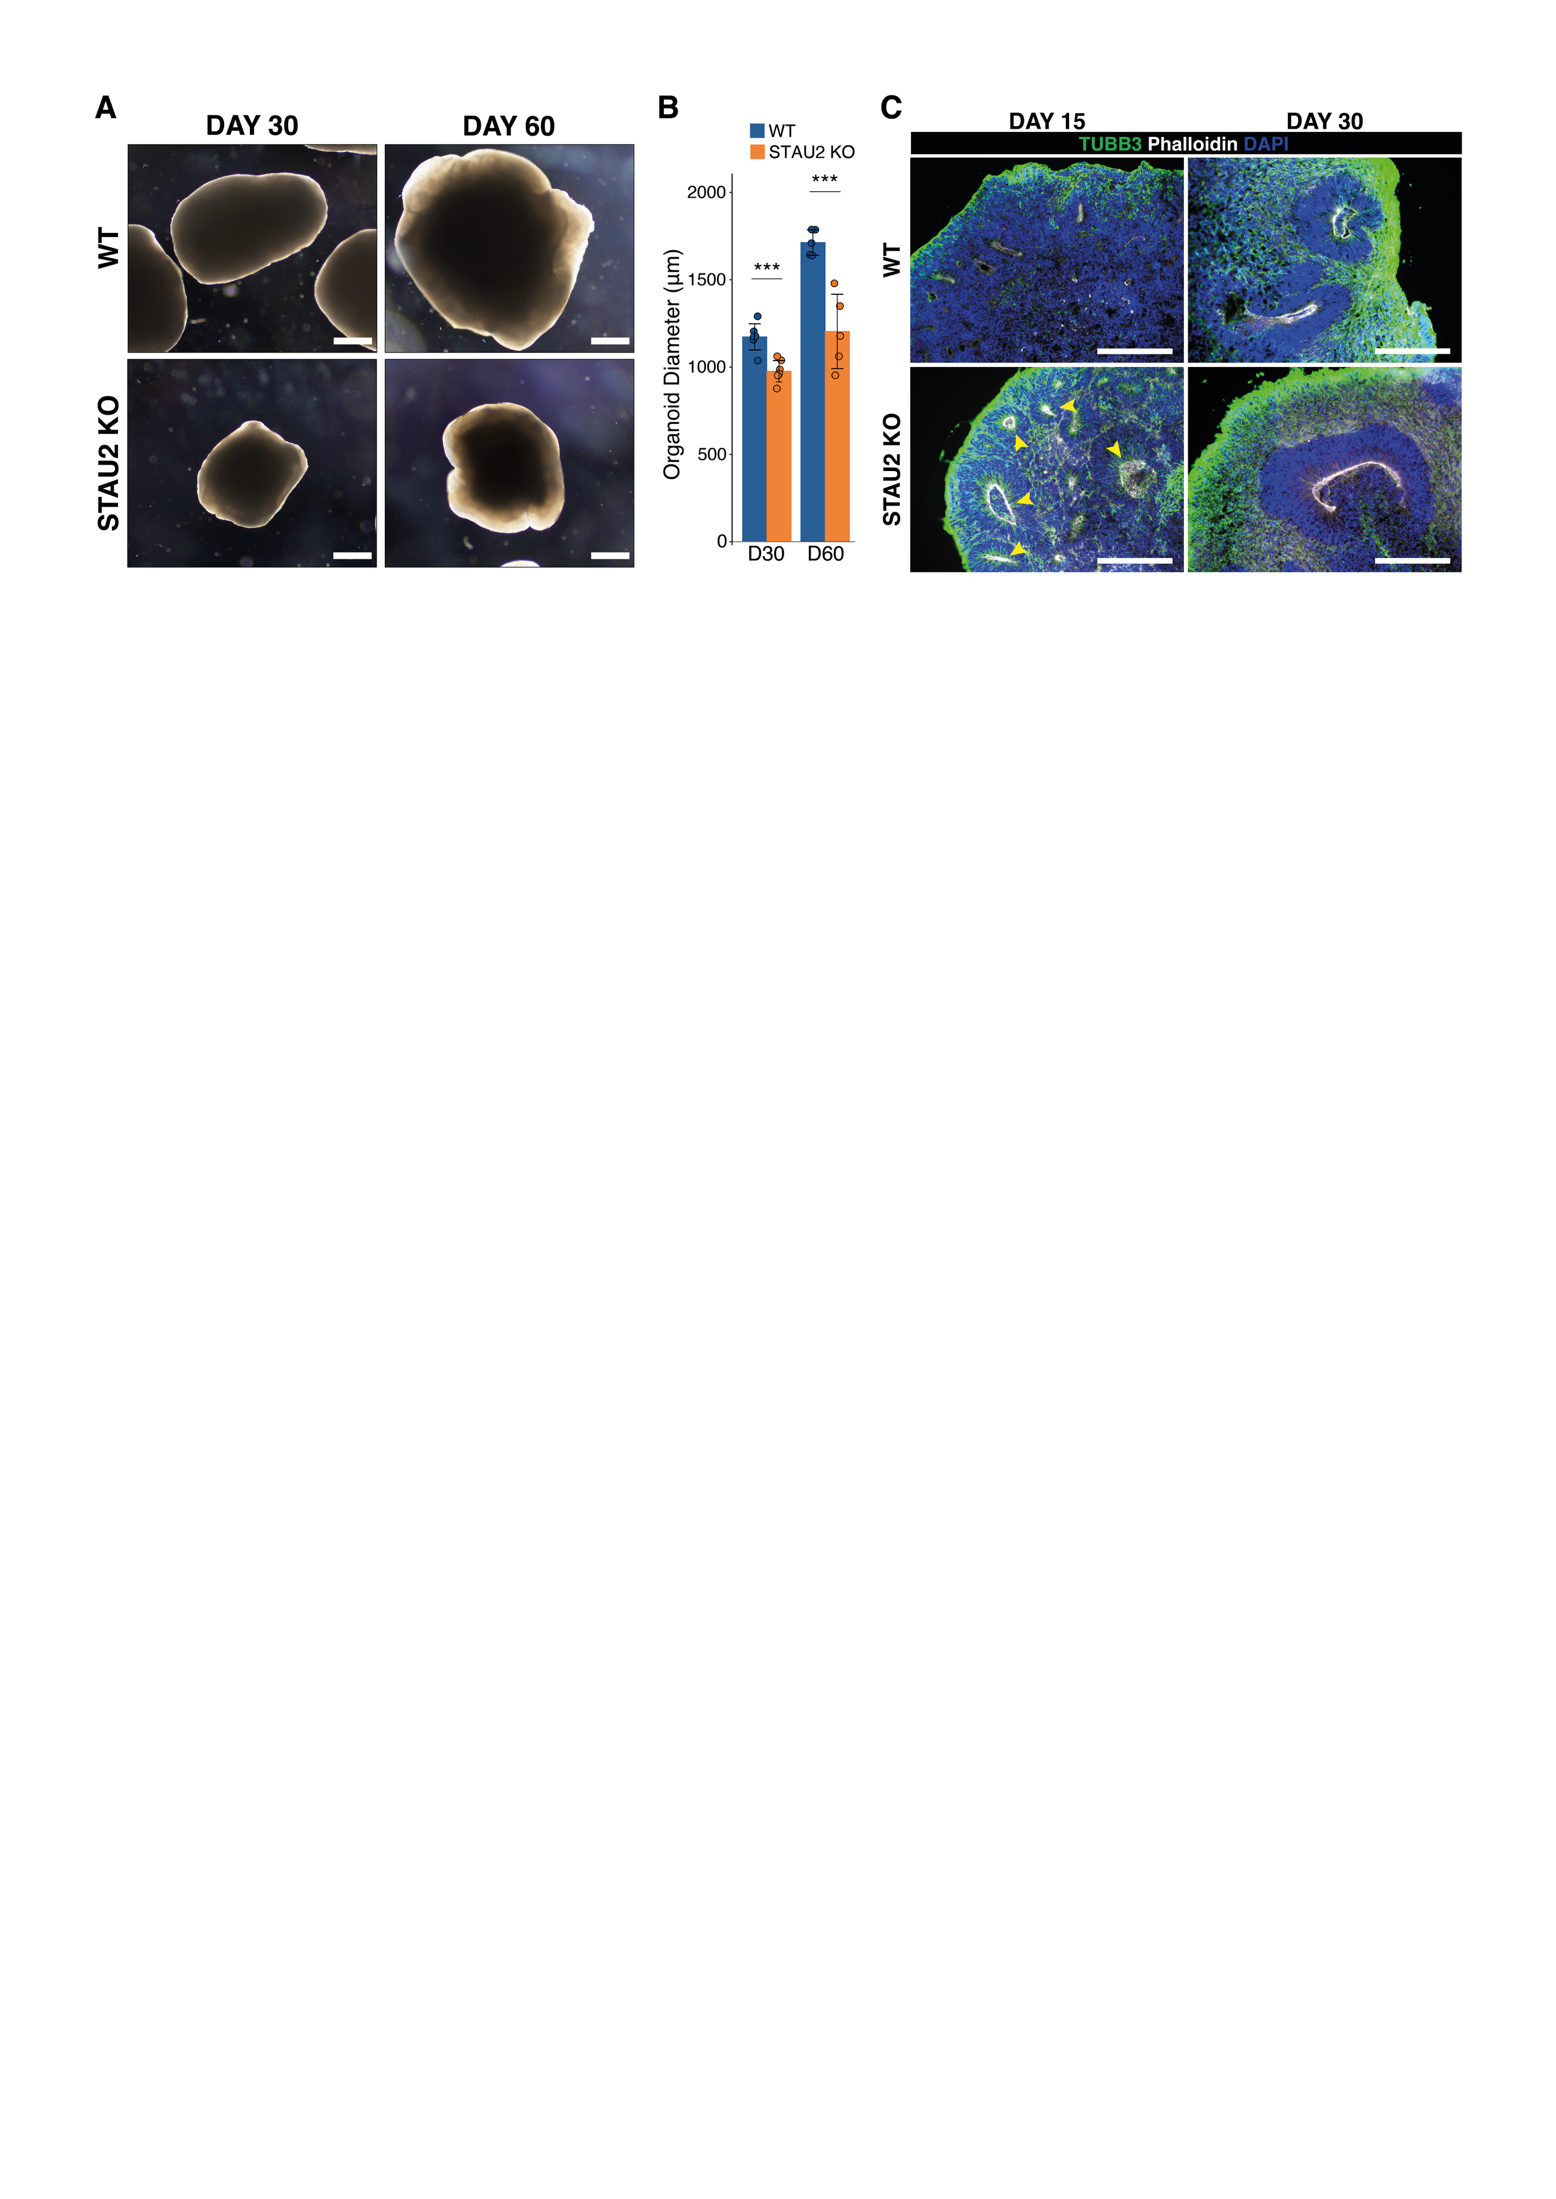 A
DAY 30
DAY 60
WT
STAU2 KO
B
WT
STAU2 KO
Organoid Diameter (µm)
2000
1500
1000
500
0
***
***
D30
D60
C
DAY 15
DAY 30
TUBB3 Phalloidin DAPI
WT
STAU2 KO